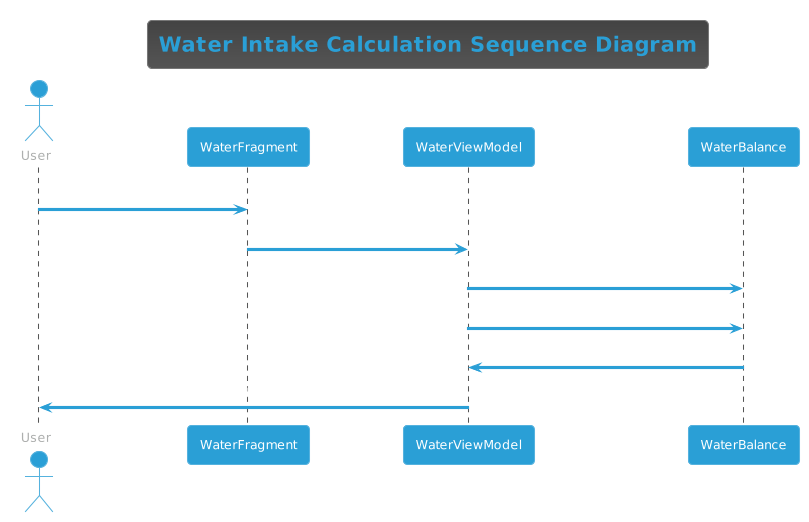 Water Intake Calculation Sequence Diagram
User
WaterFragment
WaterViewModel
WaterBalance
User
WaterFragment
WaterViewModel
WaterBalance